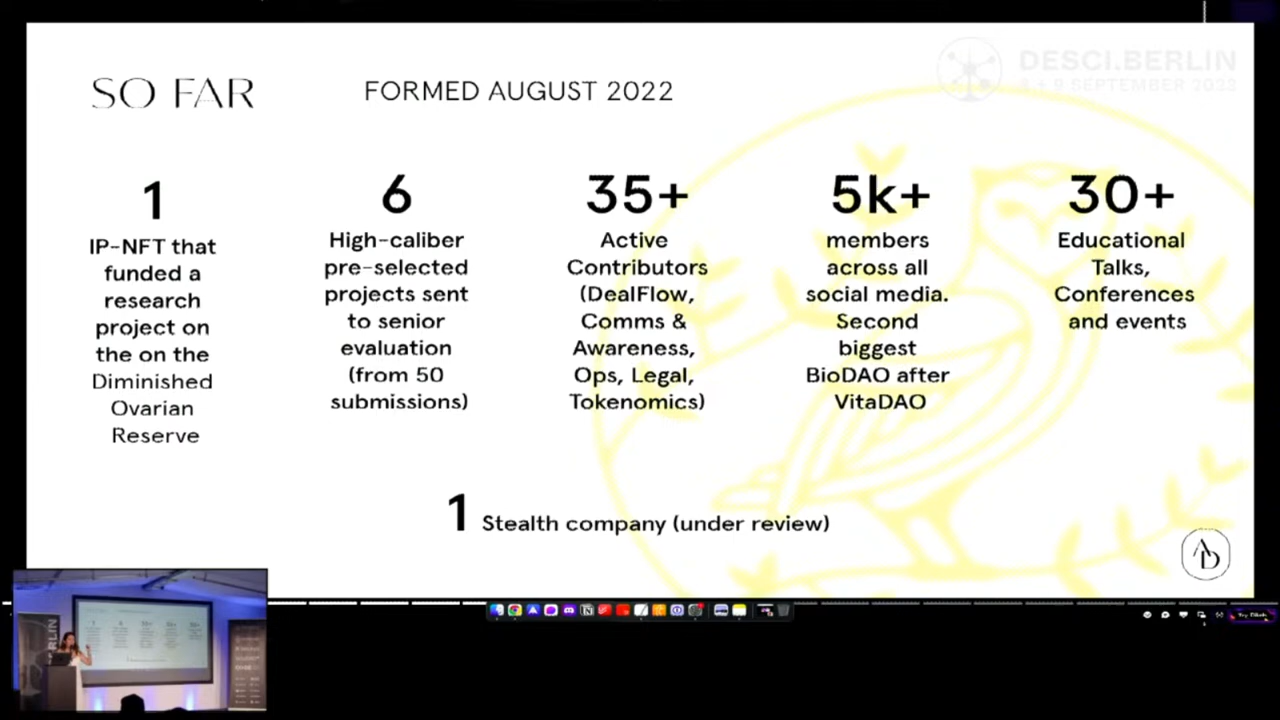 DESCI.BERLIN
8 + 9 SEPTEMBER 2023
SO FAR
FORMED AUGUST 2022
1
IP-NFT that
funded a
research
project on
the on the
Diminished
Ovarian
Reserve
6
High-caliber
pre-selected
projects sent
to senior
evaluation
(from 50
submissions)
35+
Active
Contributors
(DealFlow,
Comms &
Awareness,
Ops, Legal,
Tokenomics)
5k+
members
across all
social media.
Second
biggest
BioDAO after
VitaDAO
30+
Educational
Talks,
Conferences
and events
1 Stealth company (under review)
AD